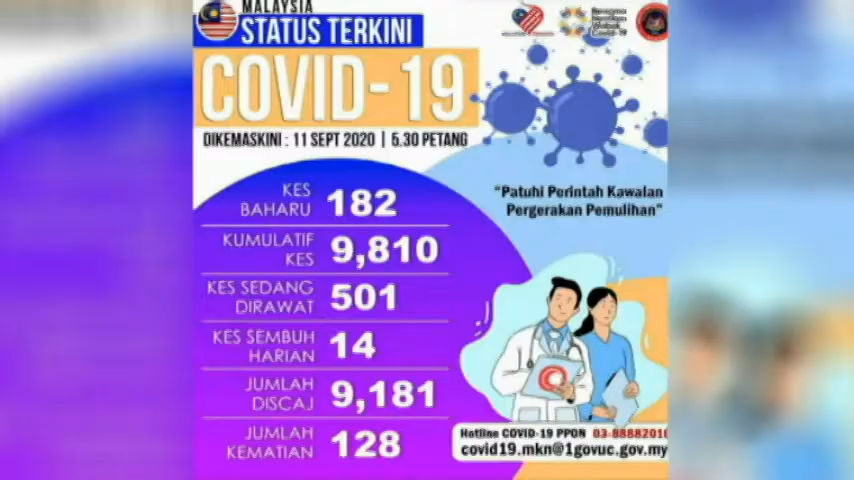 MALAYSIA
STATUS TERKINI
COVID-19
DIKEMASKINI : 11 SEPT 2020 | 5.30 PETANG
"Patuhi Perintah Kawalan
Pergerakan Pemulihan"
KES
BAHARU 182
KUMULATIF
KES 9,810
KES SEDANG
DIRAWAT 501
KES SEMBUH
HARIAN 14
JUMLAH
DISCAJ 9,181
JUMLAH
KEMATIAN 128
Hotline COVID-19 PPON 03-88882010
covid19.mkn@1govuc.gov.my